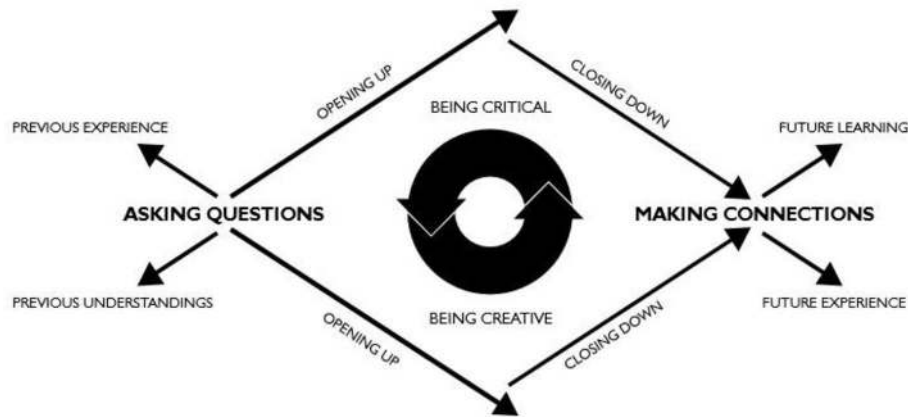 OPENING UP
CLOSING DOWN
BEING CRITICAL
PREVIOUS EXPERIENCE
FUTURE LEARNING
ASKING QUESTIONS
MAKING CONNECTIONS
PREVIOUS UNDERSTANDINGS
FUTURE EXPERIENCE
BEING CREATIVE
OPENING UP
CLOSING DOWN